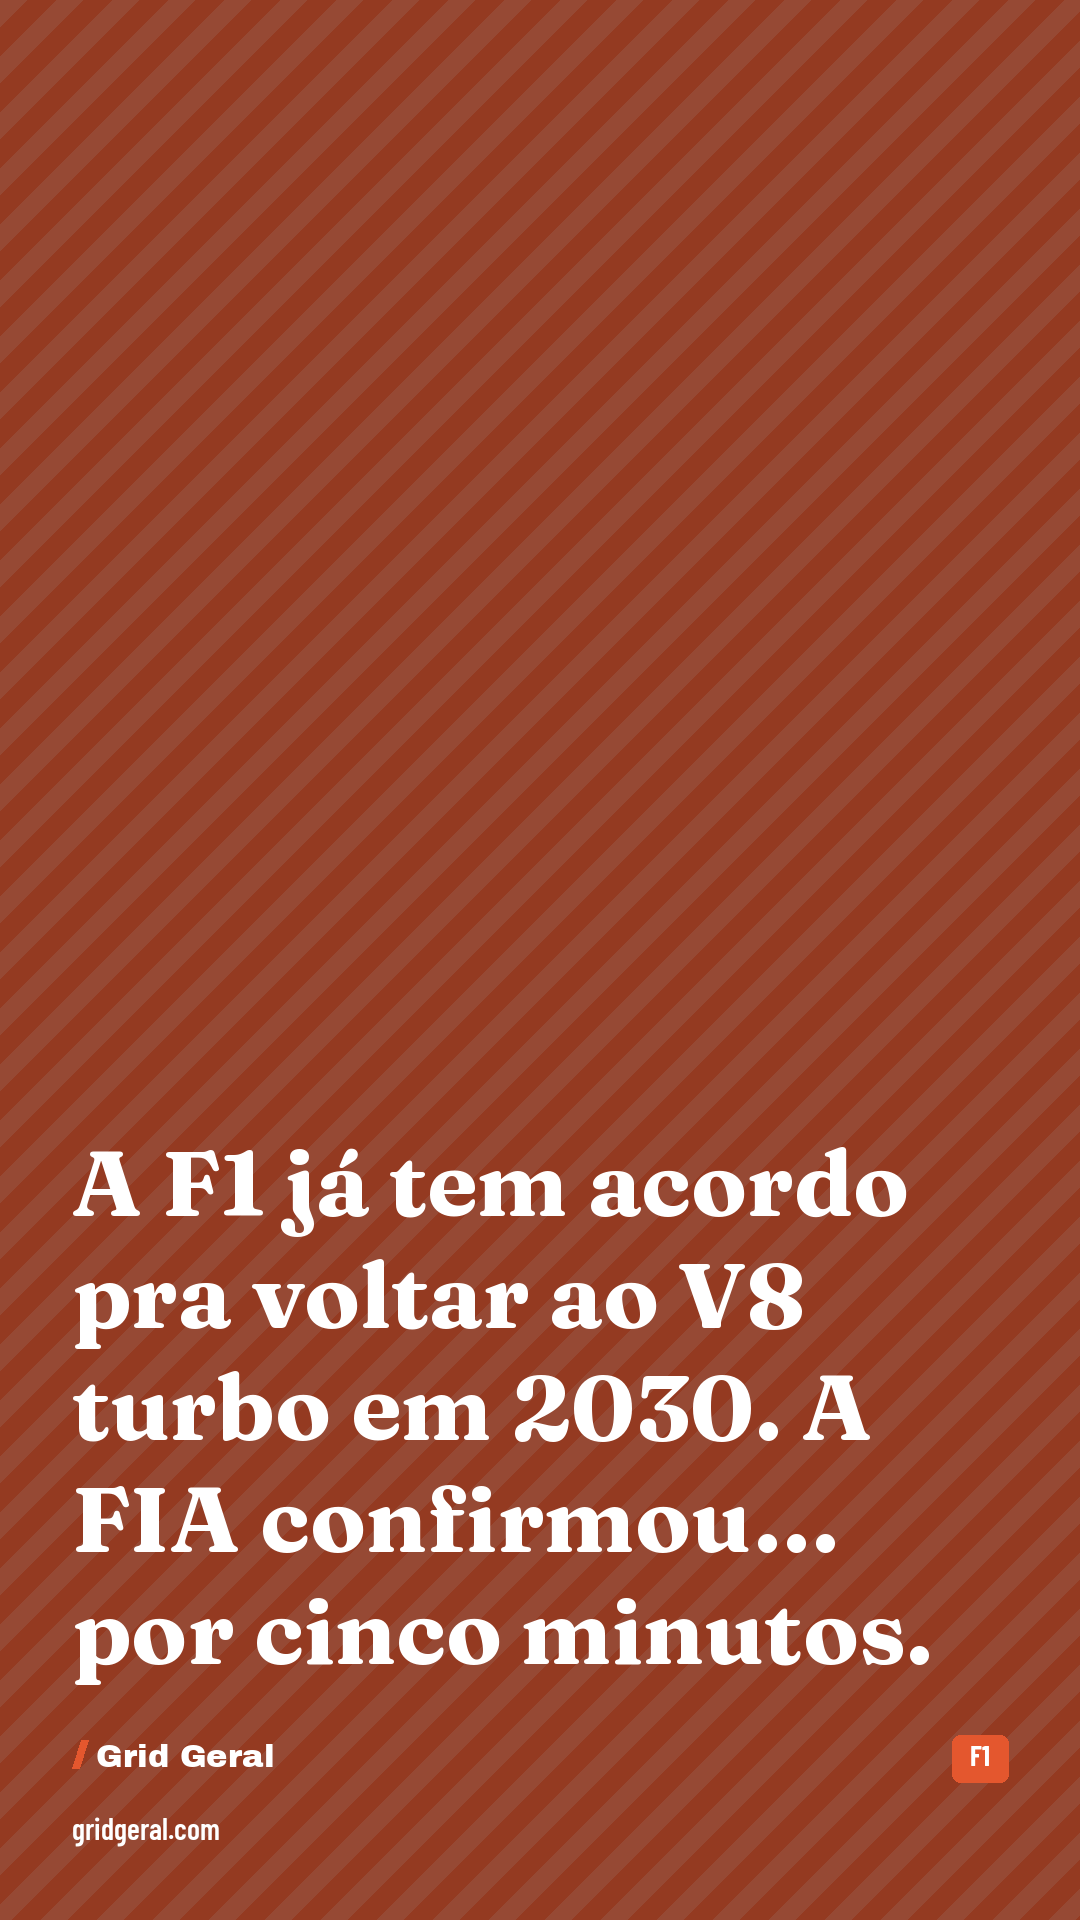 A F1 já tem acordo
pra voltar ao V8
turbo em 2030. A
FIA confirmou...
por cinco minutos.
/ Grid Geral
F1
gridgeral.com